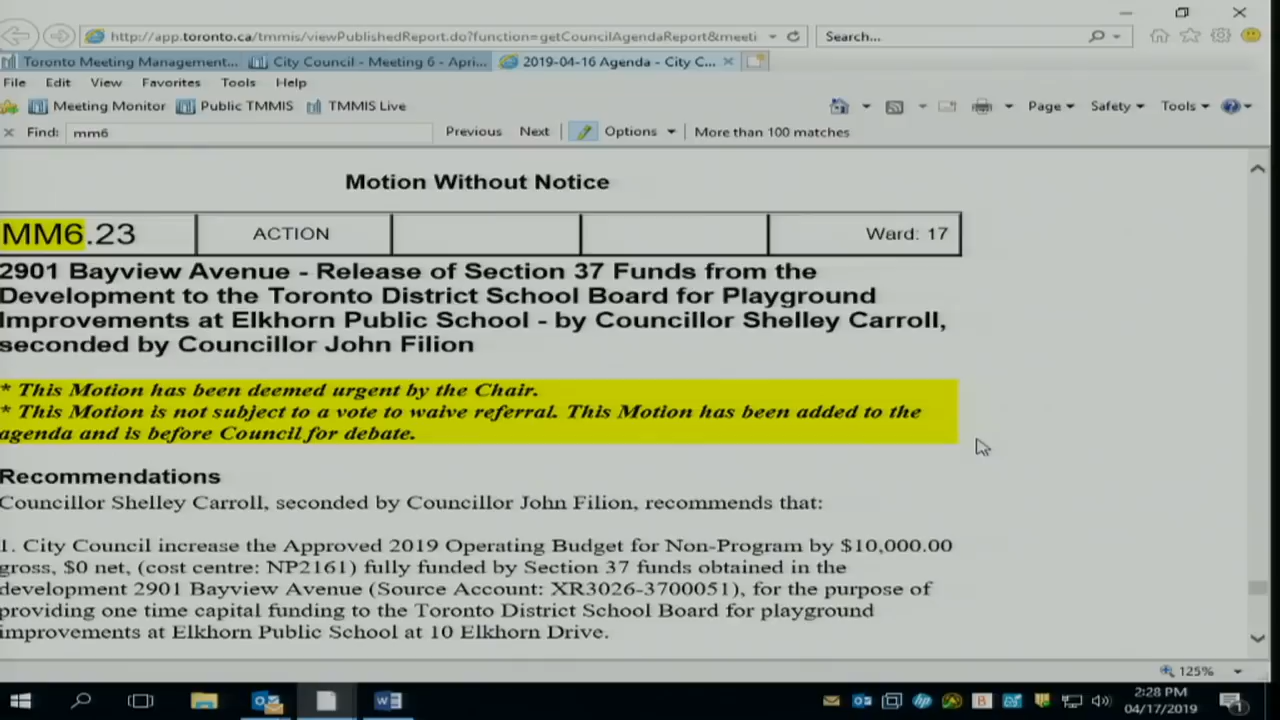 http://app.toronto.ca/tmmis/viewPublishedReport.do?function=getCouncilAgendaReport&meeti
Search...
Toronto Meeting Management...
City Council - Meeting 6 - Apri...
2019-04-16 Agenda - City C...
File Edit View Favorites Tools Help
Meeting Monitor Public TMMIS TMMIS Live
Page Safety Tools
Find: mm6 Previous Next Options More than 100 matches
Motion Without Notice
MM6.23 ACTION Ward: 17
2901 Bayview Avenue - Release of Section 37 Funds from the
Development to the Toronto District School Board for Playground
Improvements at Elkhorn Public School - by Councillor Shelley Carroll,
seconded by Councillor John Filion
* This Motion has been deemed urgent by the Chair.
* This Motion is not subject to a vote to waive referral. This Motion has been added to the
agenda and is before Council for debate.
Recommendations
Councillor Shelley Carroll, seconded by Councillor John Filion, recommends that:
1. City Council increase the Approved 2019 Operating Budget for Non-Program by $10,000.00
gross, $0 net, (cost centre: NP2161) fully funded by Section 37 funds obtained in the
development 2901 Bayview Avenue (Source Account: XR3026-3700051), for the purpose of
providing one time capital funding to the Toronto District School Board for playground
improvements at Elkhorn Public School at 10 Elkhorn Drive.
125%
2:28 PM
04/17/2019